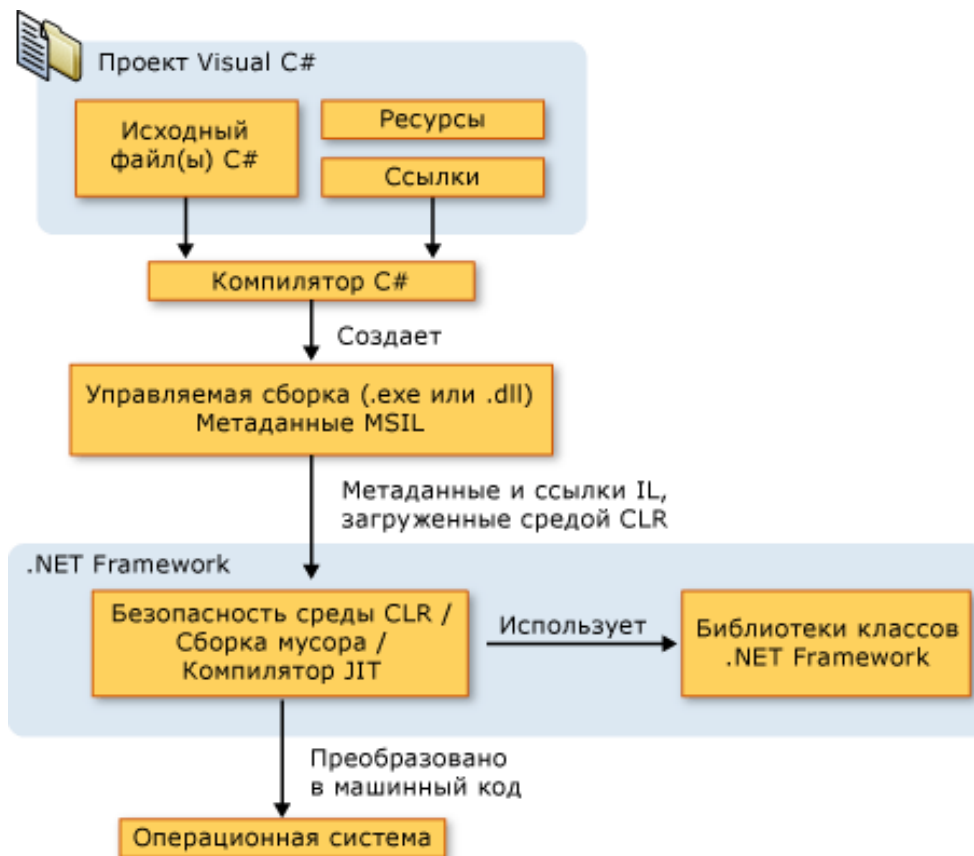 Проект Visual C#
Исходный
файл(ы) C#
Ресурсы
Ссылки
Компилятор C#
Создает
Управляемая сборка (.exe или .dll)
Метаданные MSIL
Метаданные и ссылки IL,
загруженные средой CLR
.NET Framework
Безопасность среды CLR /
Сборка мусора /
Компилятор JIT
Использует
Библиотеки классов
.NET Framework
Преобразовано
в машинный код
Операционная система